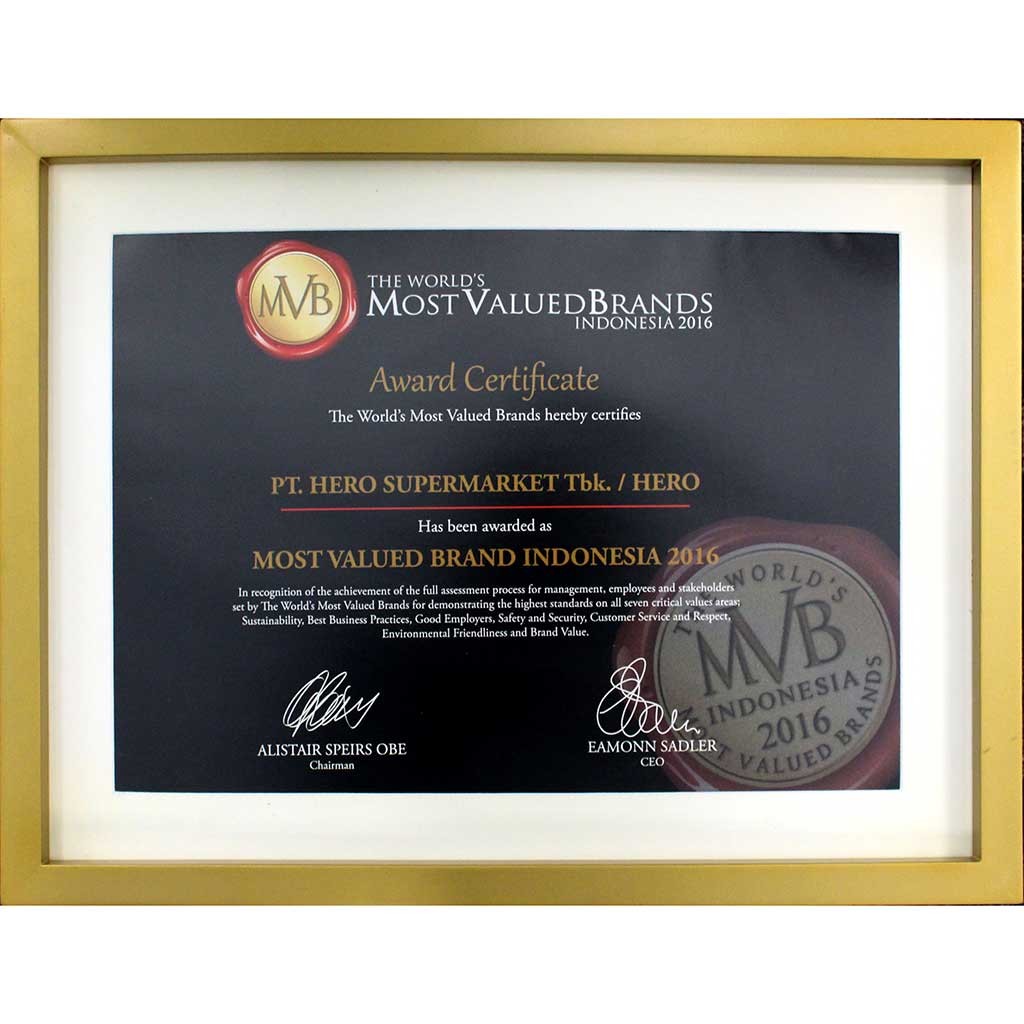 MVB
THE WORLD'S
MOST VALUED BRANDS
INDONESIA 2016
Award Certificate
The World's Most Valued Brands hereby certifies
PT. HERO SUPERMARKET Tbk. / HERO
Has been awarded as
MOST VALUED BRAND INDONESIA 2016
In recognition of the achievement of the full assessment process for management, employees and stakeholders
set by The World's Most Valued Brands for demonstrating the highest standards on all seven critical values areas;
Sustainability, Best Business Practices, Good Employers, Safety and Security, Customer Service and Respect,
Environmental Friendliness and Brand Value.
ALISTAIR SPEIRS OBE
Chairman
EAMONN SADLER
CEO
THE WORLD'S
MVB
INDONESIA
2016
MOST VALUED BRANDS